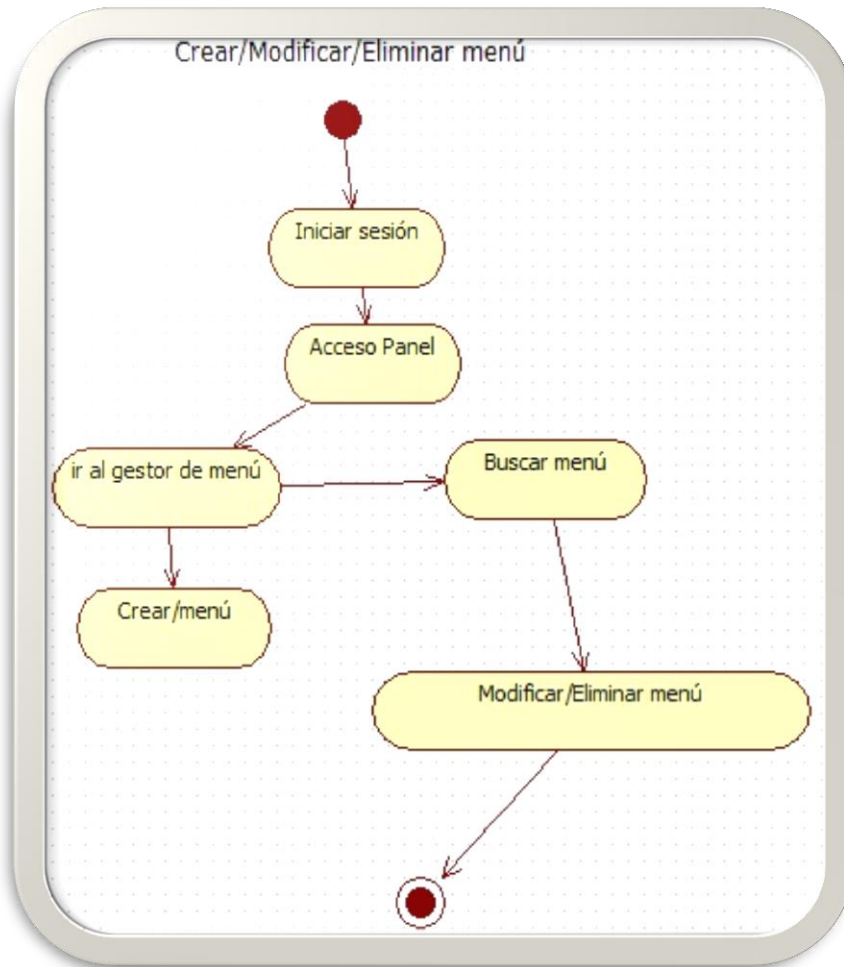 Crear/Modificar/Eliminar menú
Iniciar sesión
Acceso Panel
ir al gestor de menú
Buscar menú
Crear/menú
Modificar/Eliminar menú